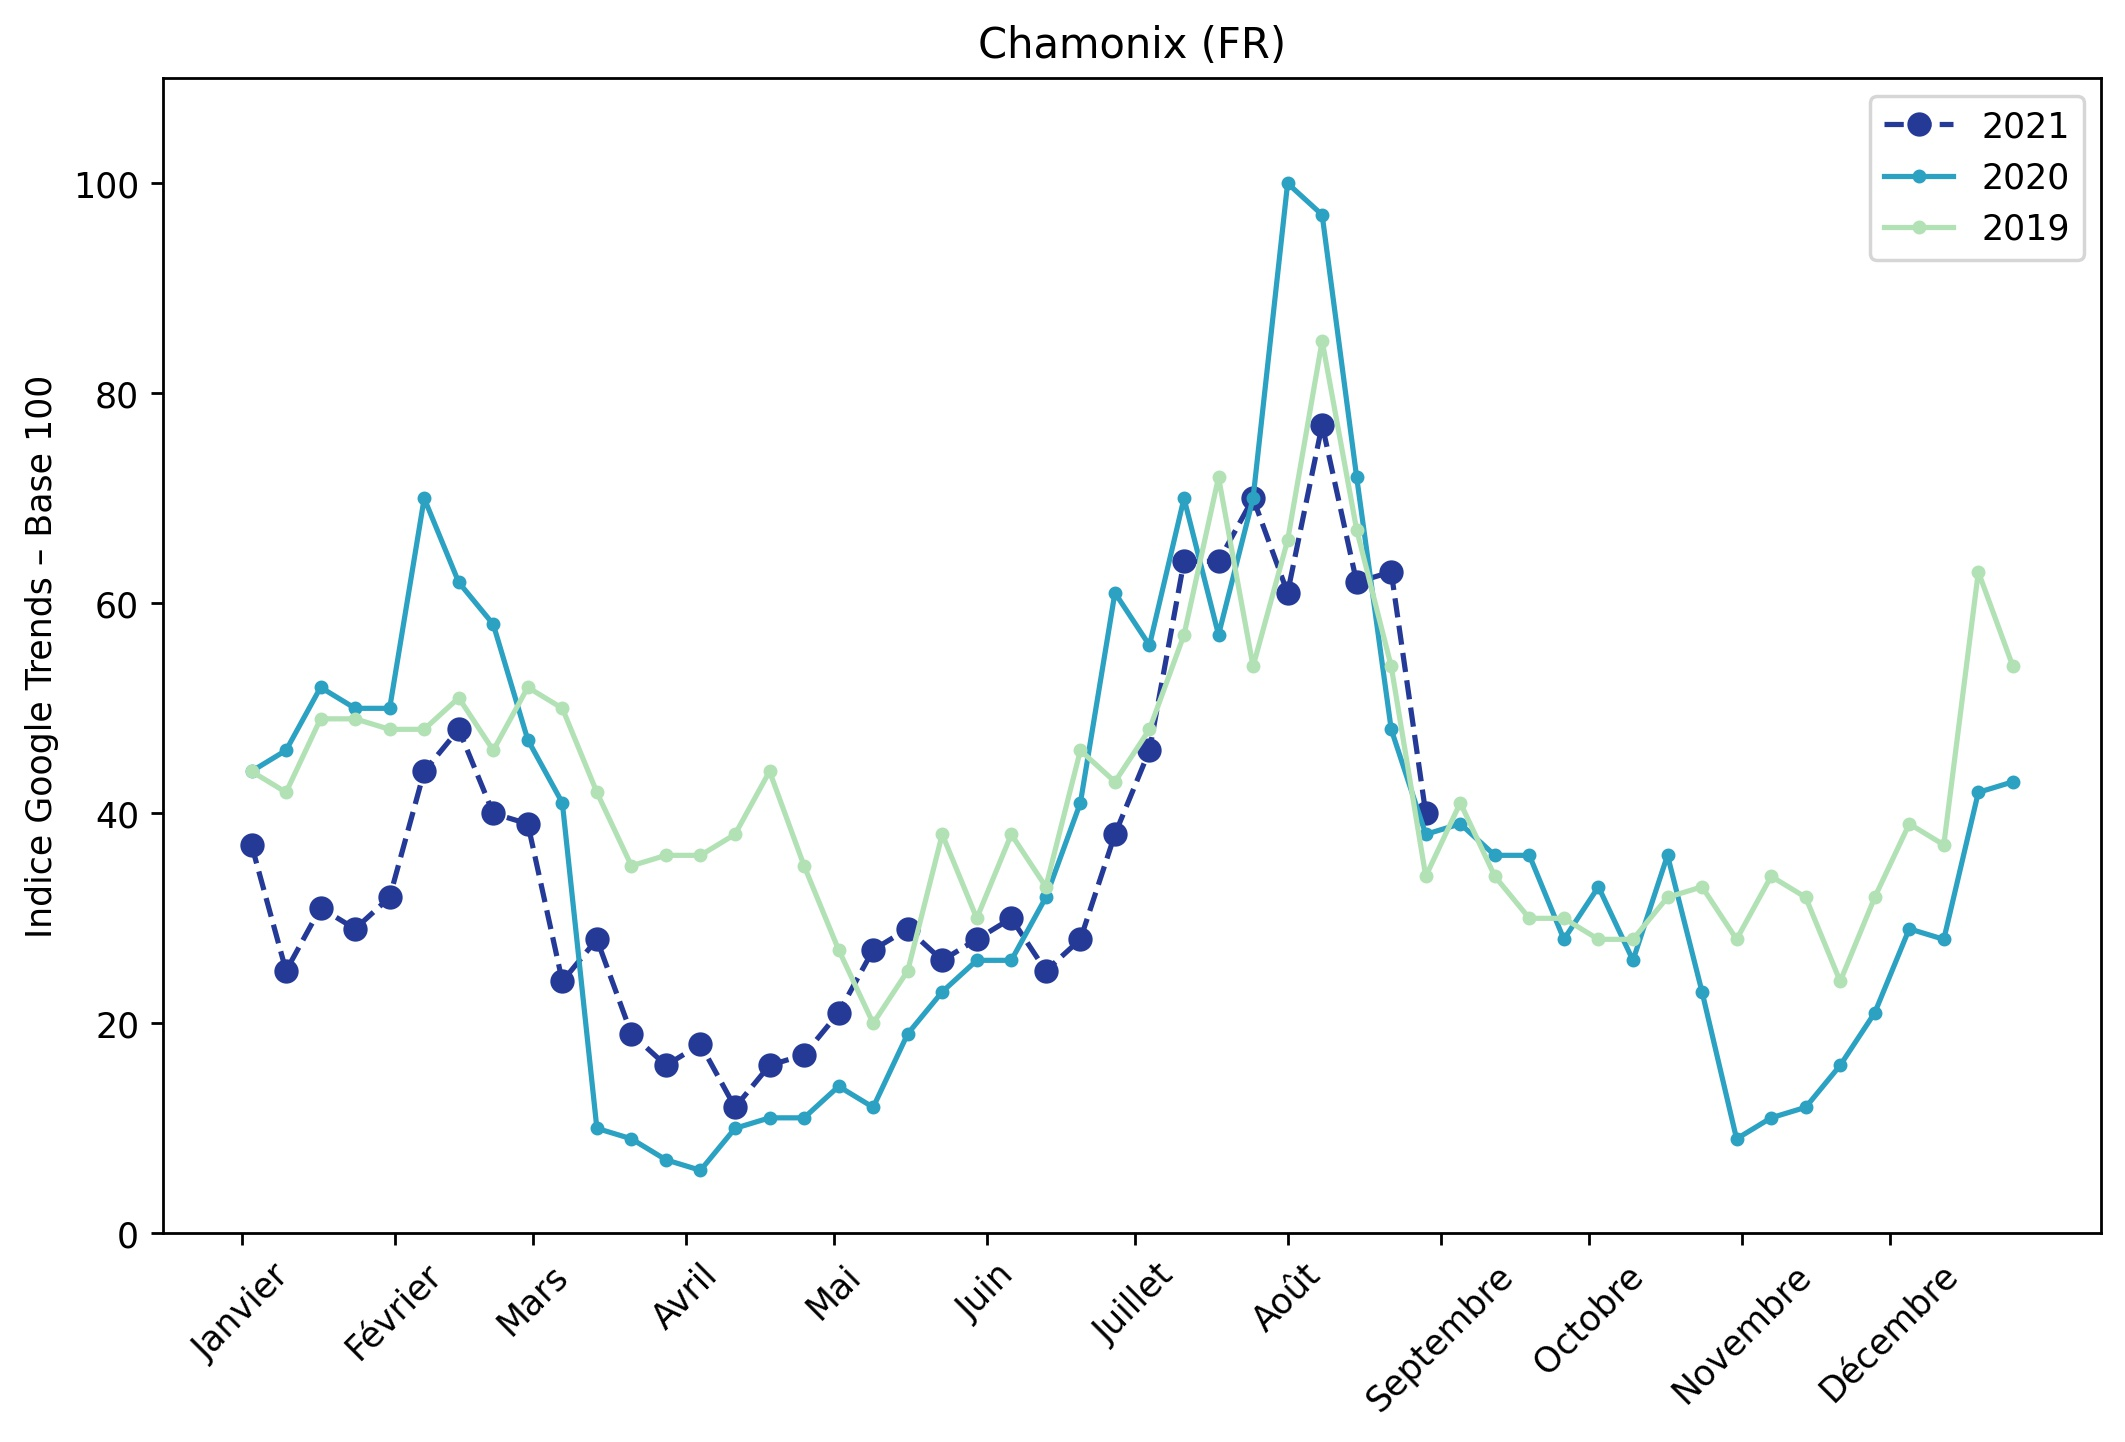 Chamonix (FR)
2021
2020
2019
Indice Google Trends – Base 100
100
80
60
40
20
0
Janvier
Février
Mars
Avril
Mai
Juin
Juillet
Août
Septembre
Octobre
Novembre
Décembre